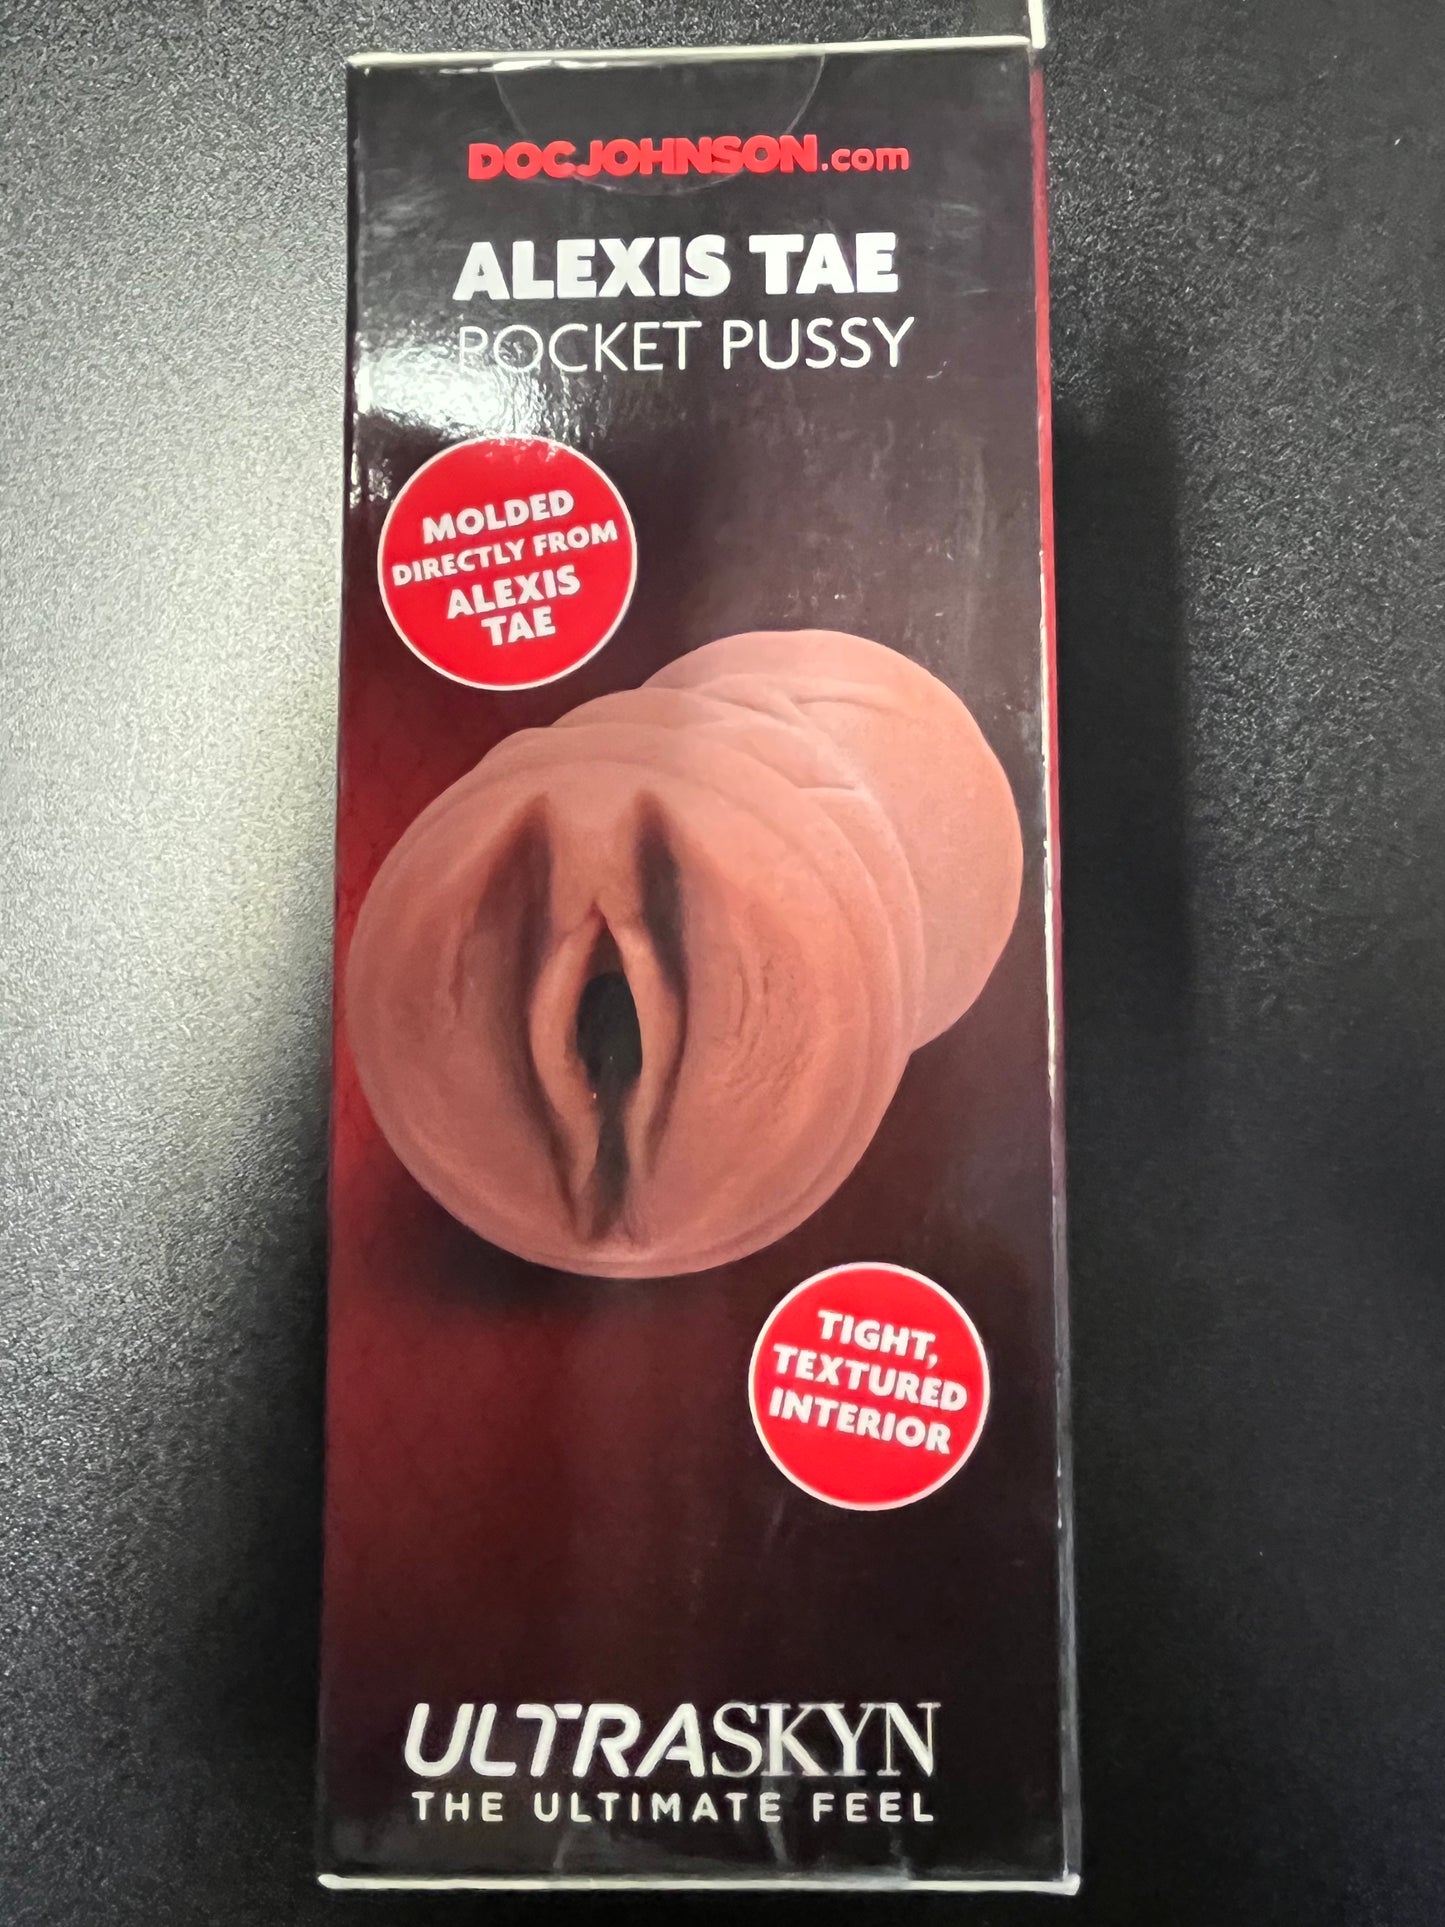 DOCJOHNSON.com
ALEXIS TAE
POCKET PUSSY
MOLDED
DIRECTLY FROM
ALEXIS
TAE
TIGHT,
TEXTURED
INTERIOR
ULTRASKYN
THE ULTIMATE FEEL